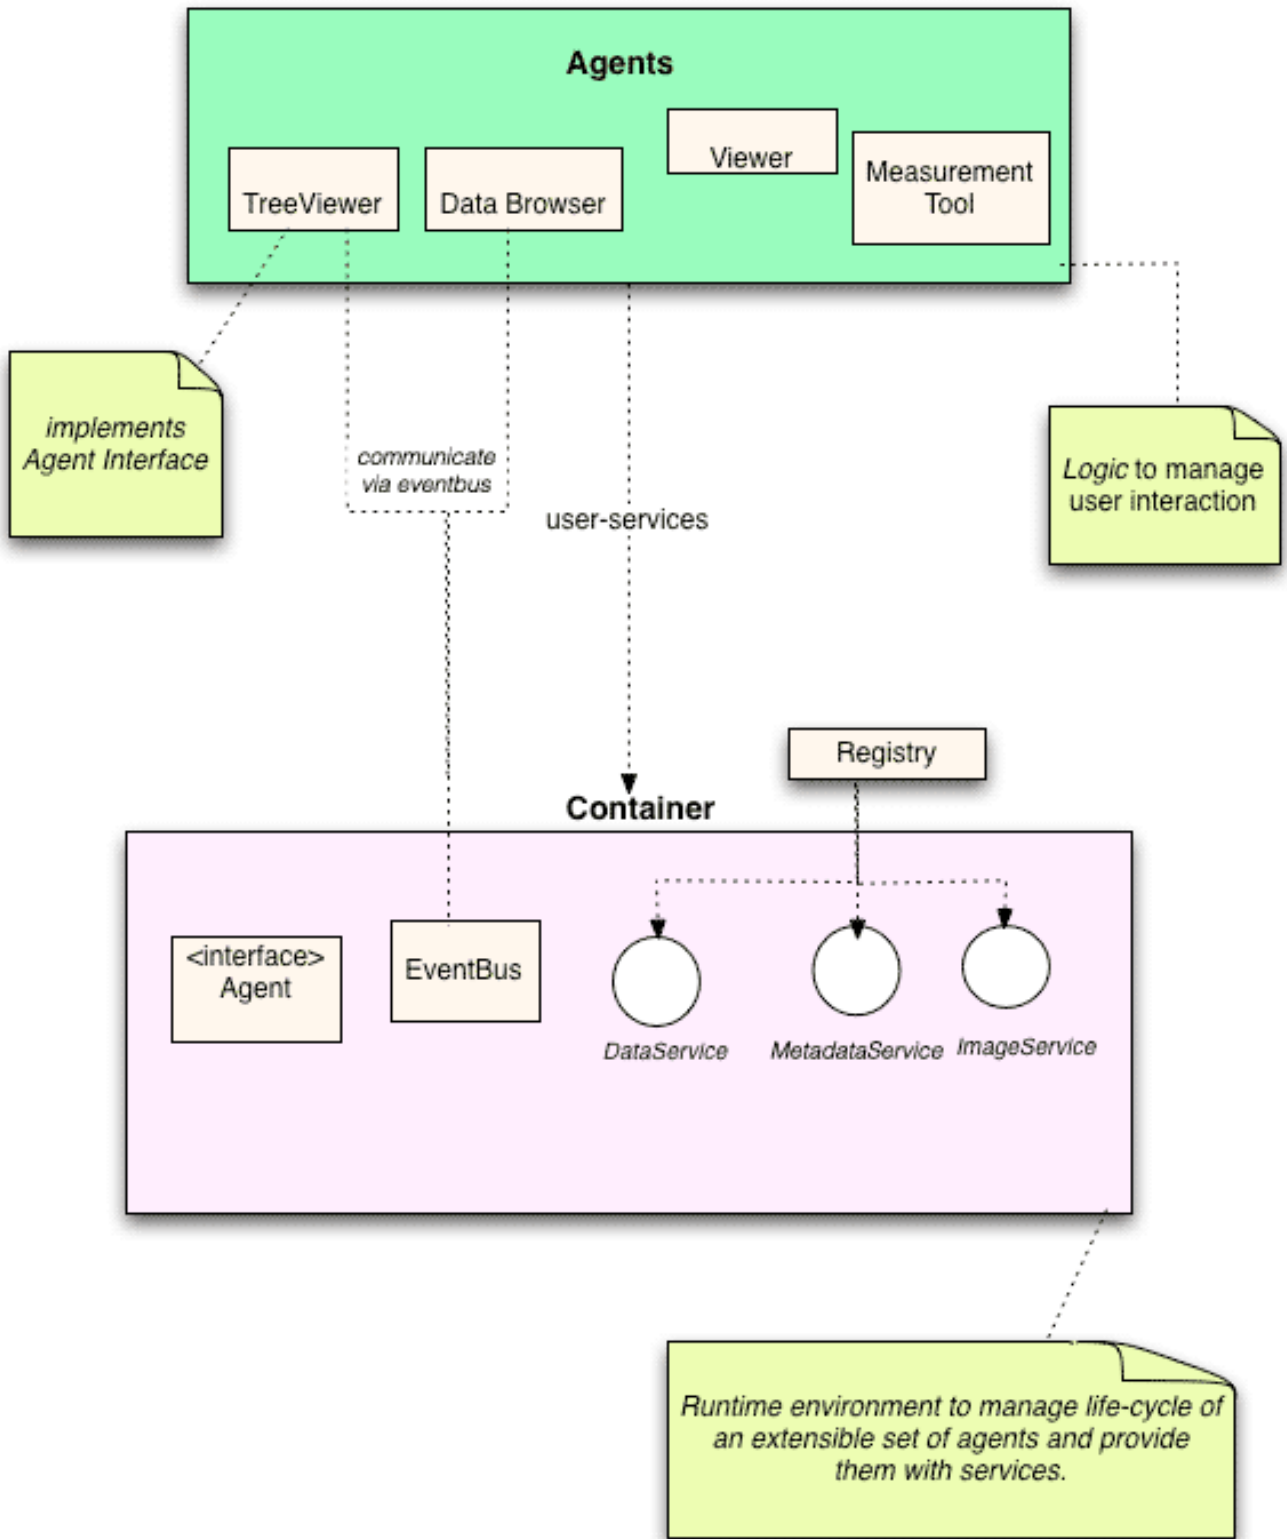 Agents
Viewer
Measurement
Tool
TreeViewer
Data Browser
implements
Agent Interface
communicate
via eventbus
user-services
Logic to manage
user interaction
Registry
Container
<interface>
Agent
EventBus
DataService
MetadataService
ImageService
Runtime environment to manage life-cycle of
an extensible set of agents and provide
them with services.